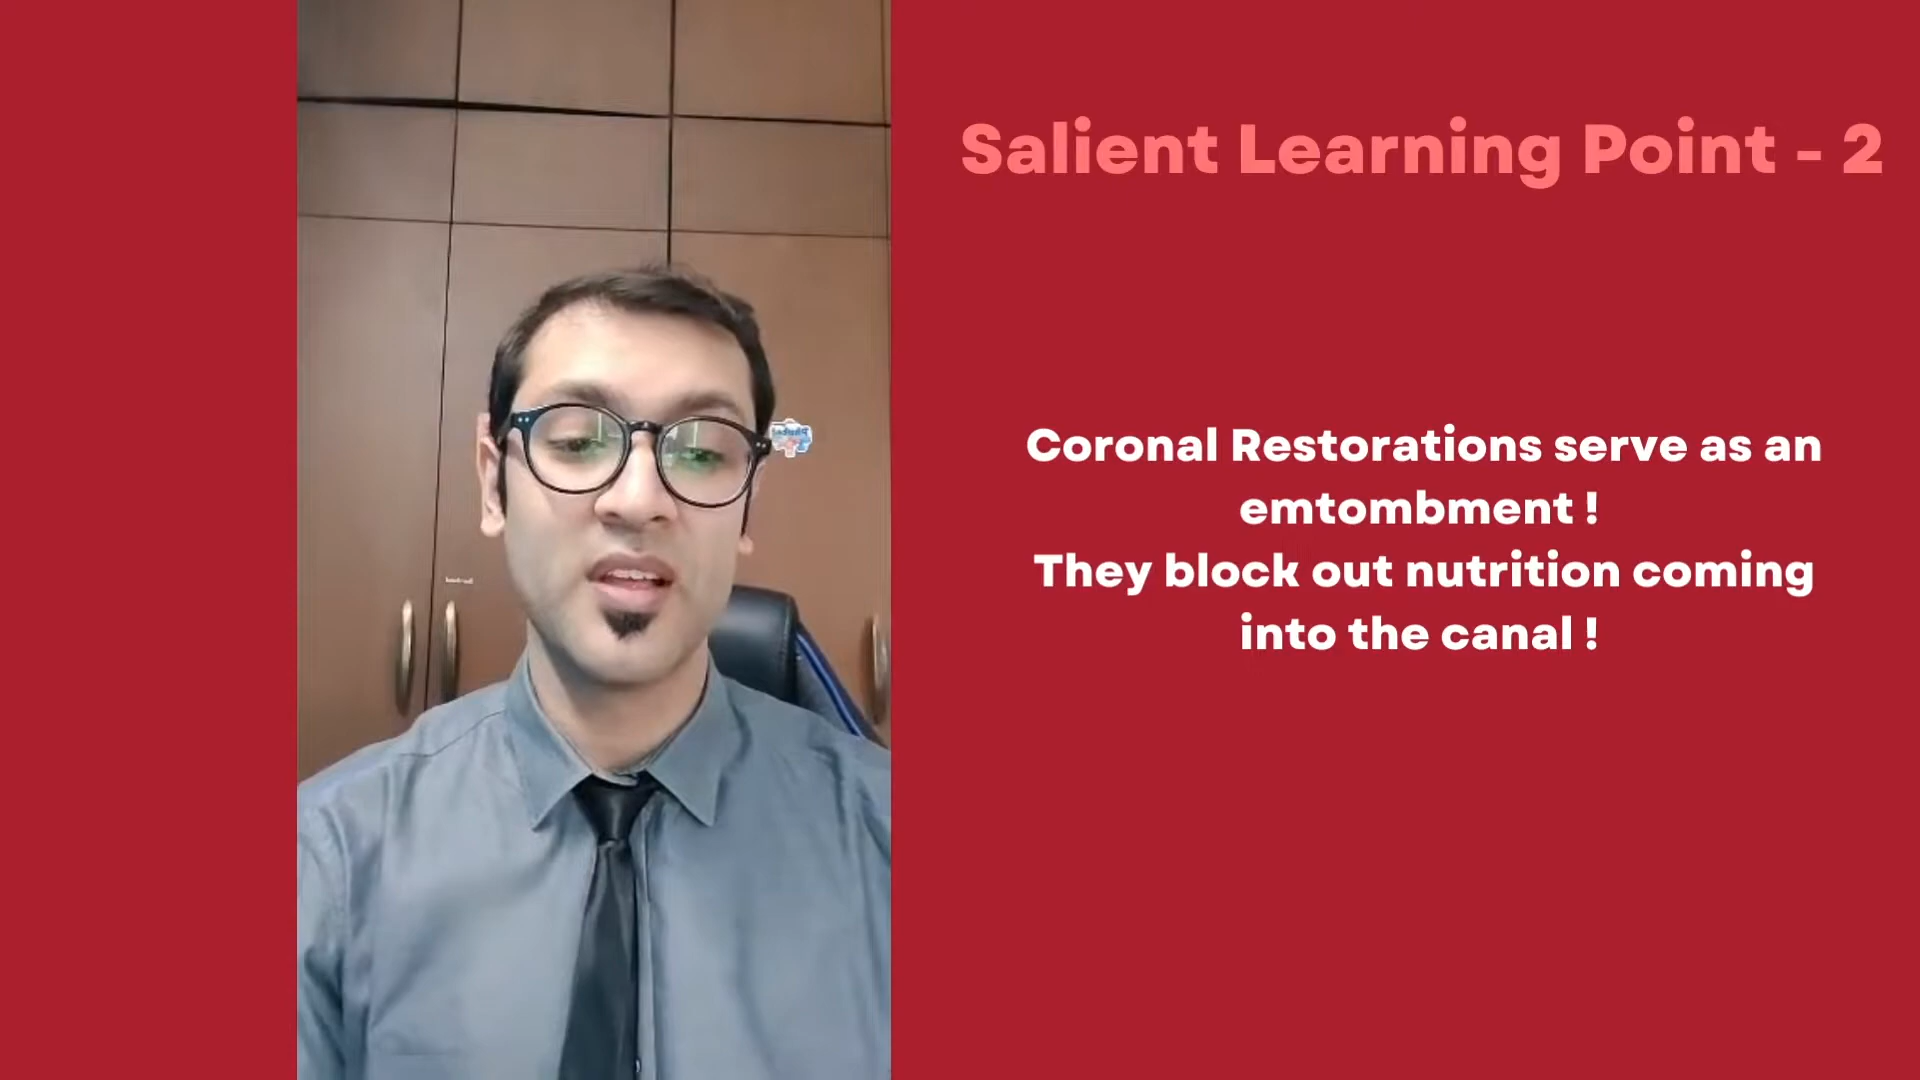 Salient Learning Point - 2
Coronal Restorations serve as an
emtombment !
They block out nutrition coming
into the canal !